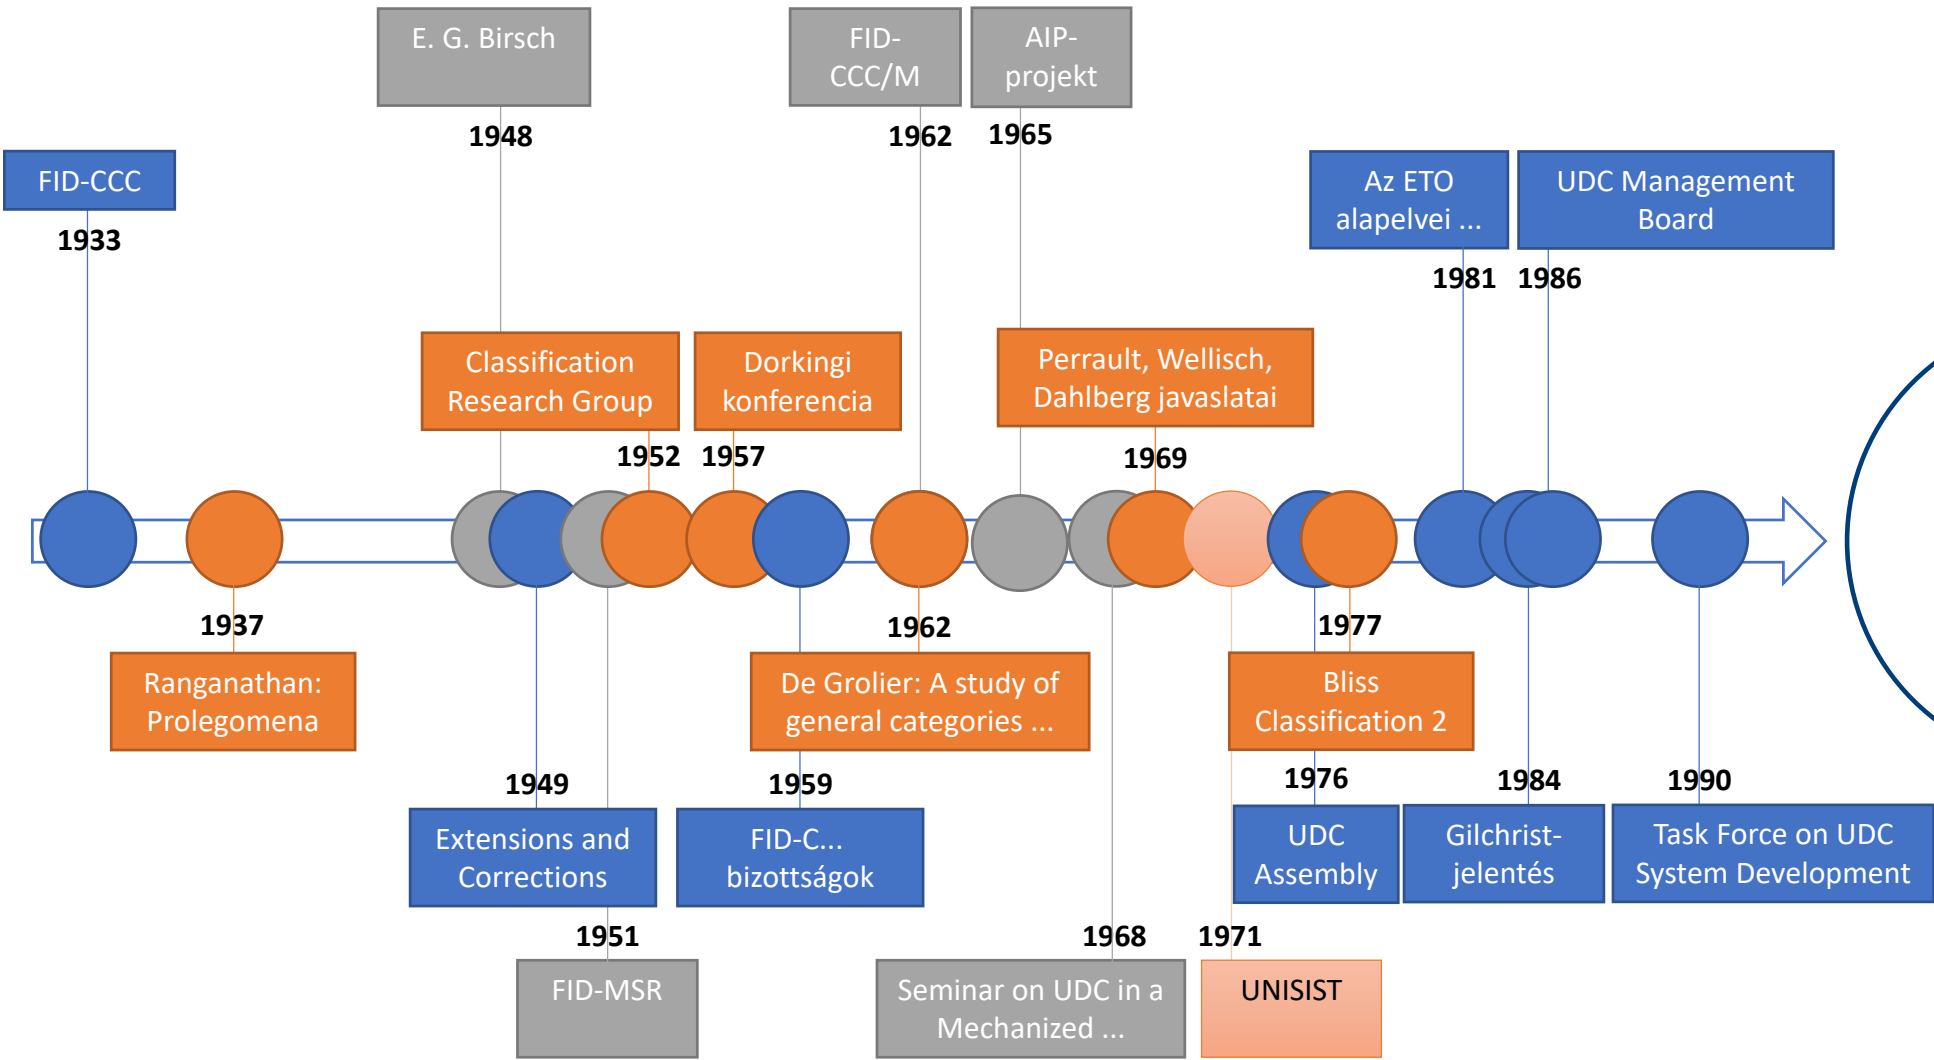 E. G. Birsch
1948
FID-
CCC/M
1962
AIP-
projekt
1965
FID-CCC
1933
Az ETO
alapelvei ...
1981
UDC Management
Board
1986
Classification
Research Group
1952
Dorkingi
konferencia
1957
Perrault, Wellisch,
Dahlberg javaslatai
1969
1937
Ranganathan:
Prolegomena
1962
De Grolier: A study of
general categories ...
1977
Bliss
Classification 2
1949
Extensions and
Corrections
1959
FID-C...
bizottságok
1976
UDC
Assembly
1984
Gilchrist-
jelentés
1990
Task Force on UDC
System Development
1951
FID-MSR
1968
Seminar on UDC in a
Mechanized ...
1971
UNISIST